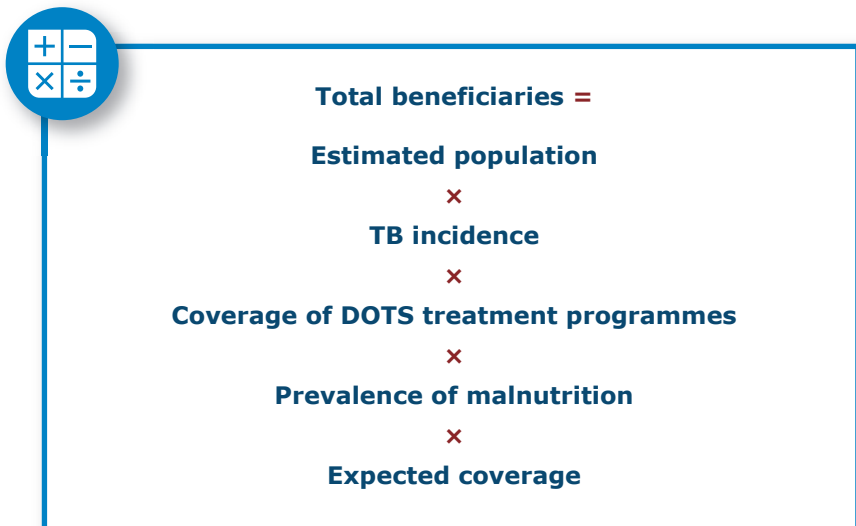 Total beneficiaries =
Estimated population
×
TB incidence
×
Coverage of DOTS treatment programmes
×
Prevalence of malnutrition
×
Expected coverage